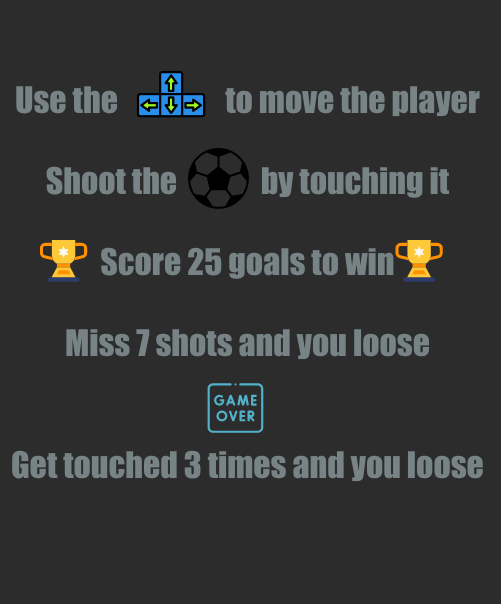 Use the to move the player
Shoot the by touching it
Score 25 goals to win
Miss 7 shots and you loose
GAME
OVER
Get touched 3 times and you loose